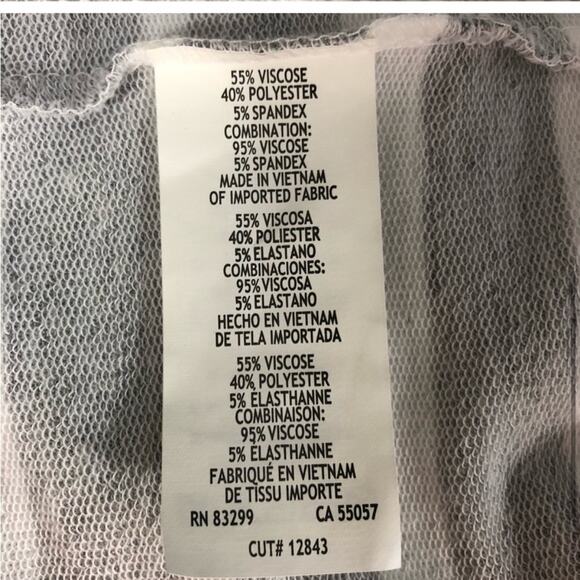 55% VISCOSE
40% POLYESTER
5% SPANDEX
COMBINATION:
95% VISCOSE
5% SPANDEX
MADE IN VIETNAM
OF IMPORTED FABRIC
55% VISCOSA
40% POLIESTER
5% ELASTANO
COMBINACIONES:
95% VISCOSA
5% ELASTANO
HECHO EN VIETNAM
DE TELA IMPORTADA
55% VISCOSE
40% POLYESTER
5% ELASTHANNE
COMBINAISON:
95% VISCOSE
5% ELASTHANNE
FABRIQUÉ EN VIETNAM
DE TISSU IMPORTE
RN 83299 CA 55057
CUT# 12843